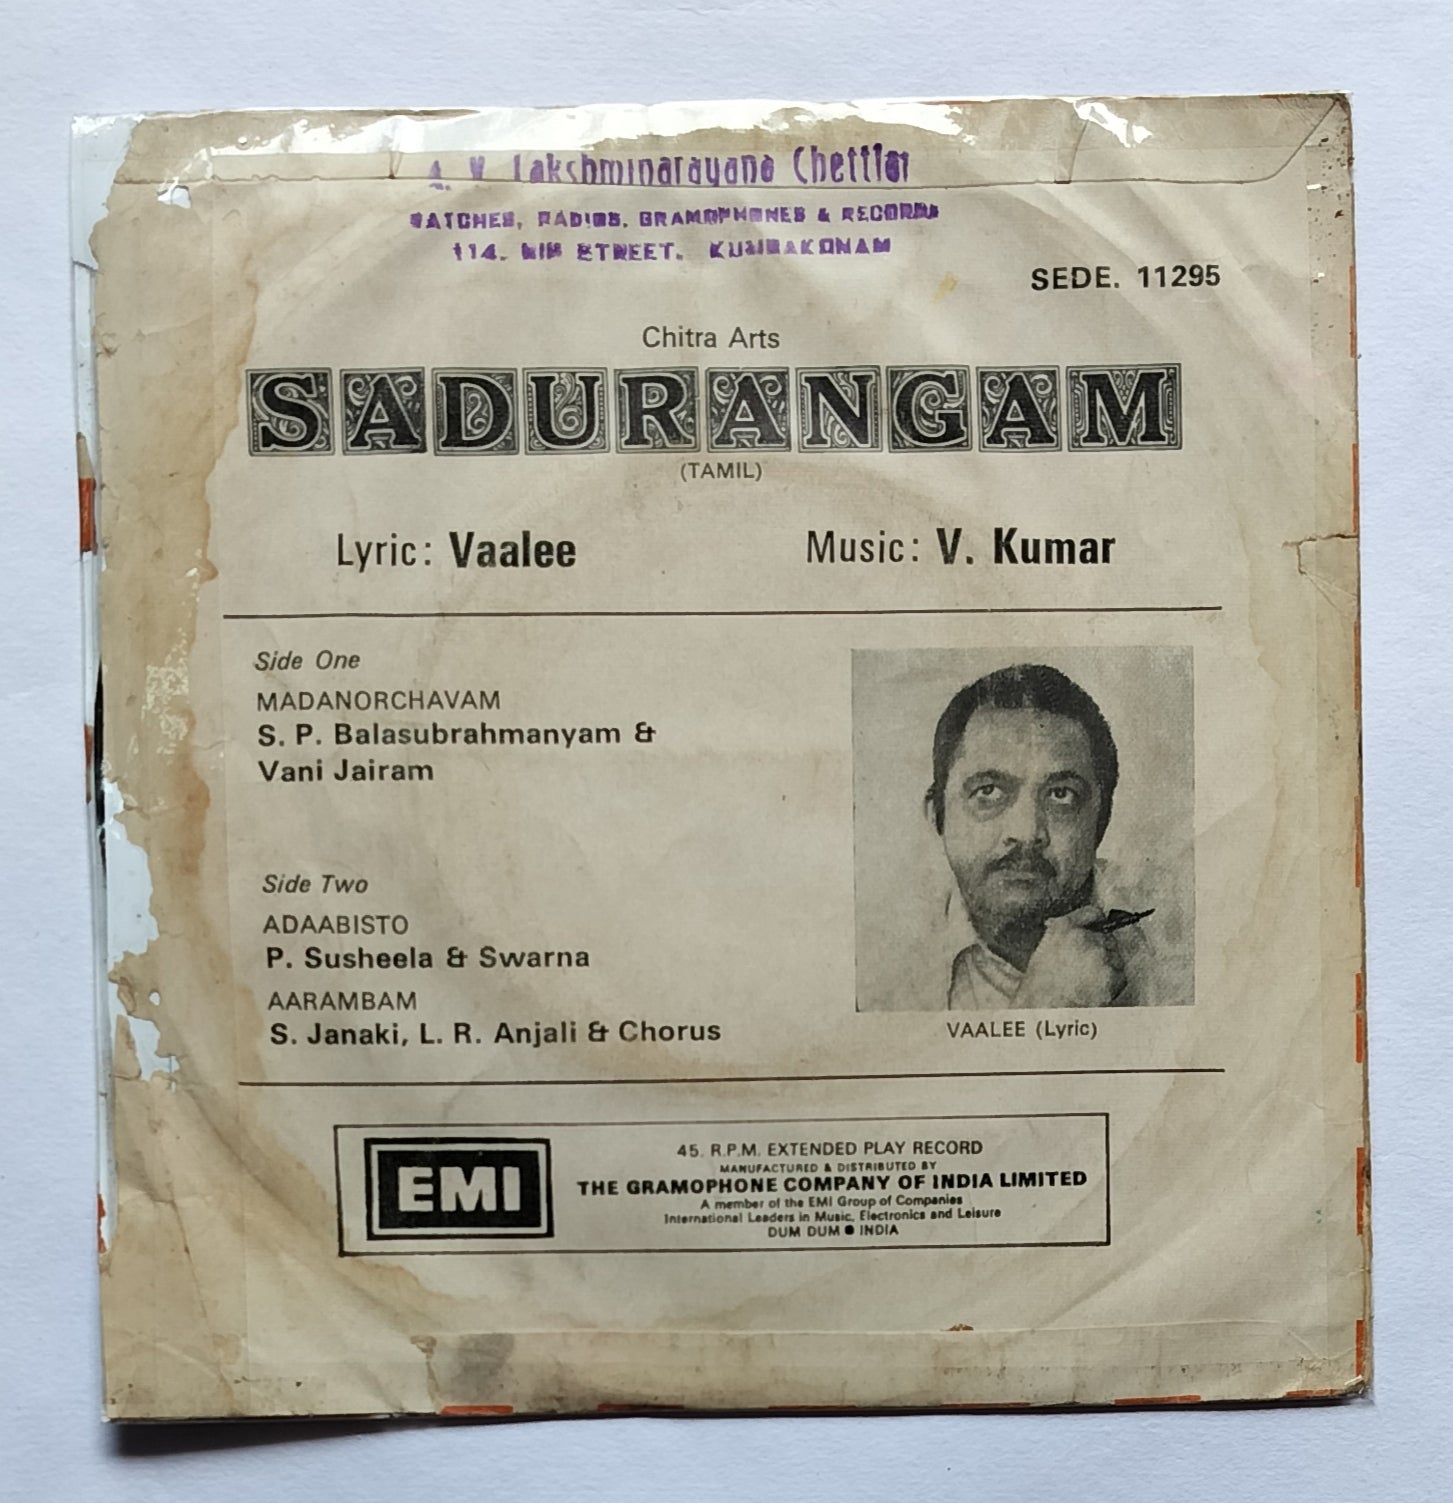 Lakshminarayana Chettiar
WATCHES, RADIOS, GRAMOPHONES & RECORDS
114, STREET, KUMBAKONAM
SEDE. 11295
Chitra Arts
SADURANGAM
(TAMIL)
Lyric: Vaalee
Music: V. Kumar
Side One
MADANORCHAVAM
S. P. Balasubrahmanyam &
Vani Jairam
Side Two
ADAABISTO
P. Susheela & Swarna
AARAMBAM
S. Janaki, L. R. Anjali & Chorus
VAALEE (Lyric)
EMI
45. R.P.M. EXTENDED PLAY RECORD
MANUFACTURED & DISTRIBUTED BY
THE GRAMOPHONE COMPANY OF INDIA LIMITED
A member of the EMI Group of Companies
International Leaders in Music, Electronics and Leisure
DUM DUM ● INDIA